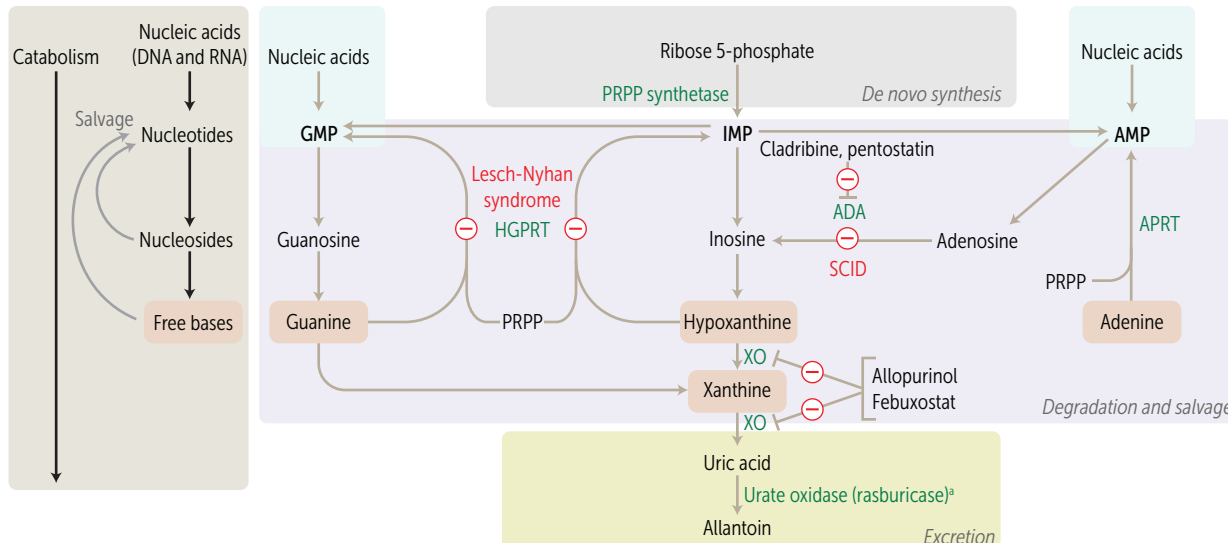 Catabolism
Nucleic acids
(DNA and RNA)
Salvage
Nucleotides
Nucleosides
Free bases
Nucleic acids
Ribose 5-phosphate
Nucleic acids
PRPP synthetase
De novo synthesis
GMP
IMP
AMP
Cladribine, pentostatin
Lesch-Nyhan
syndrome
HGPRT
ADA
APRT
Guanosine
Inosine
Adenosine
SCID
PRPP
Guanine
PRPP
Hypoxanthine
Adenine
XO
Xanthine
Allopurinol
Febuxostat
XO
Degradation and salvage
Uric acid
Urate oxidase (rasburicase)ᵃ
Allantoin
Excretion